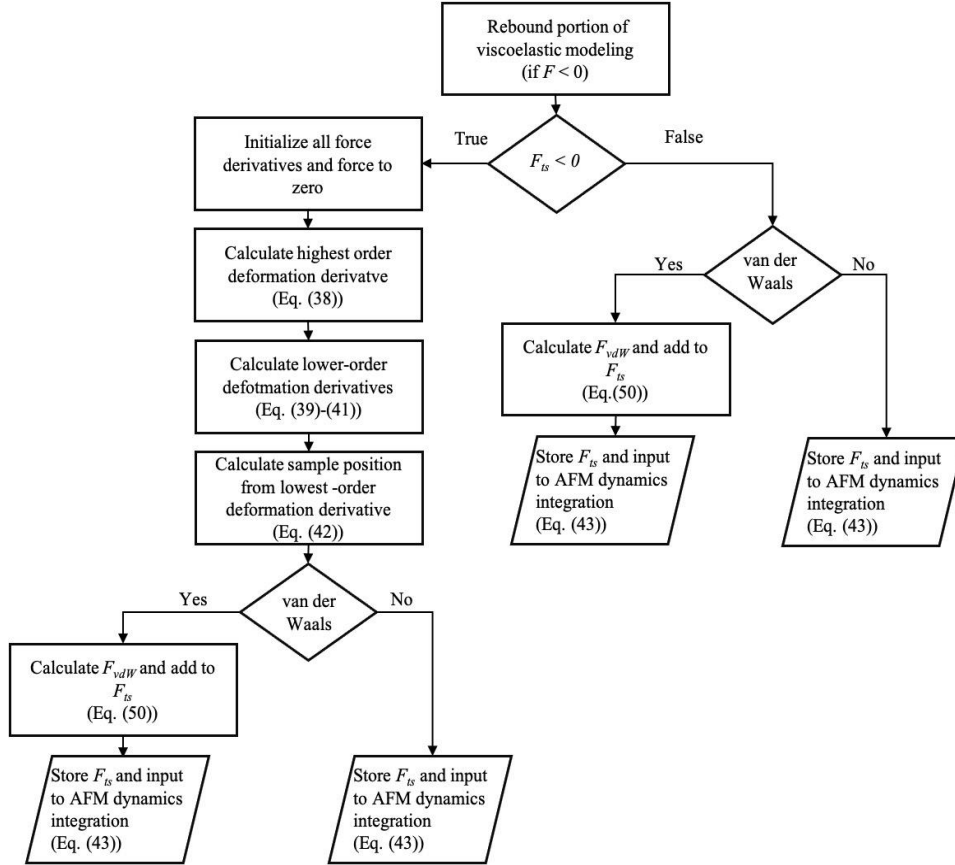 Rebound portion of
viscoelastic modeling
(if F < 0)
True
False
F_ts < 0
Initialize all force
derivatives and force to
zero
Calculate highest order
deformation derivatve
(Eq. (38))
Calculate lower-order
defotmation derivatives
(Eq. (39)-(41))
Calculate sample position
from lowest -order
deformation derivative
(Eq. (42))
van der
Waals
Yes
No
Calculate F_vdW and add to
F_ts
(Eq.(50))
Store F_ts and input
to AFM dynamics
integration
(Eq. (43))
Store F_ts and input
to AFM dynamics
integration
(Eq. (43))
van der
Waals
Yes
No
Calculate F_vdW and add to
F_ts
(Eq. (50))
Store F_ts and input
to AFM dynamics
integration
(Eq. (43))
Store F_ts and input
to AFM dynamics
integration
(Eq. (43))